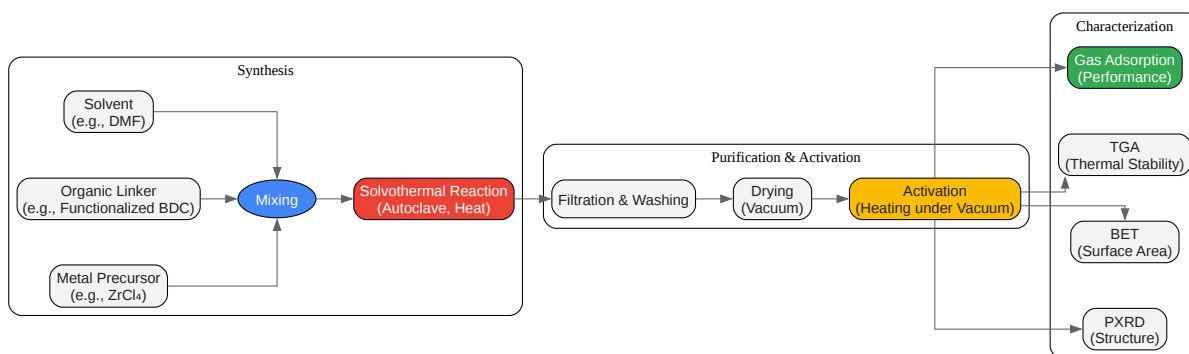 Synthesis
Solvent
(e.g., DMF)
Organic Linker
(e.g., Functionalized BDC)
Metal Precursor
(e.g., ZrCl₄)
Mixing
Solvothermal Reaction
(Autoclave, Heat)
Purification & Activation
Filtration & Washing
Drying
(Vacuum)
Activation
(Heating under Vacuum)
Characterization
Gas Adsorption
(Performance)
TGA
(Thermal Stability)
BET
(Surface Area)
PXRD
(Structure)